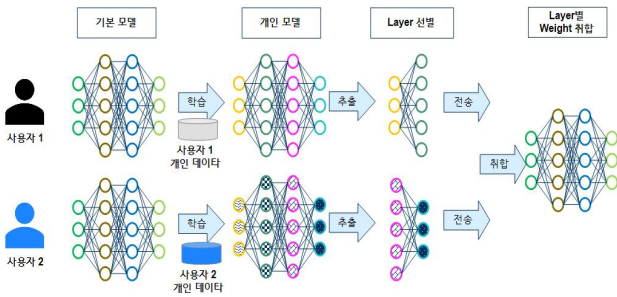 기본 모델
개인 모델
Layer 선별
Layer별
Weight 취합
사용자 1
학습
사용자 1
개인 데이타
추출
전송
취합
사용자 2
학습
사용자 2
개인 데이타
추출
전송